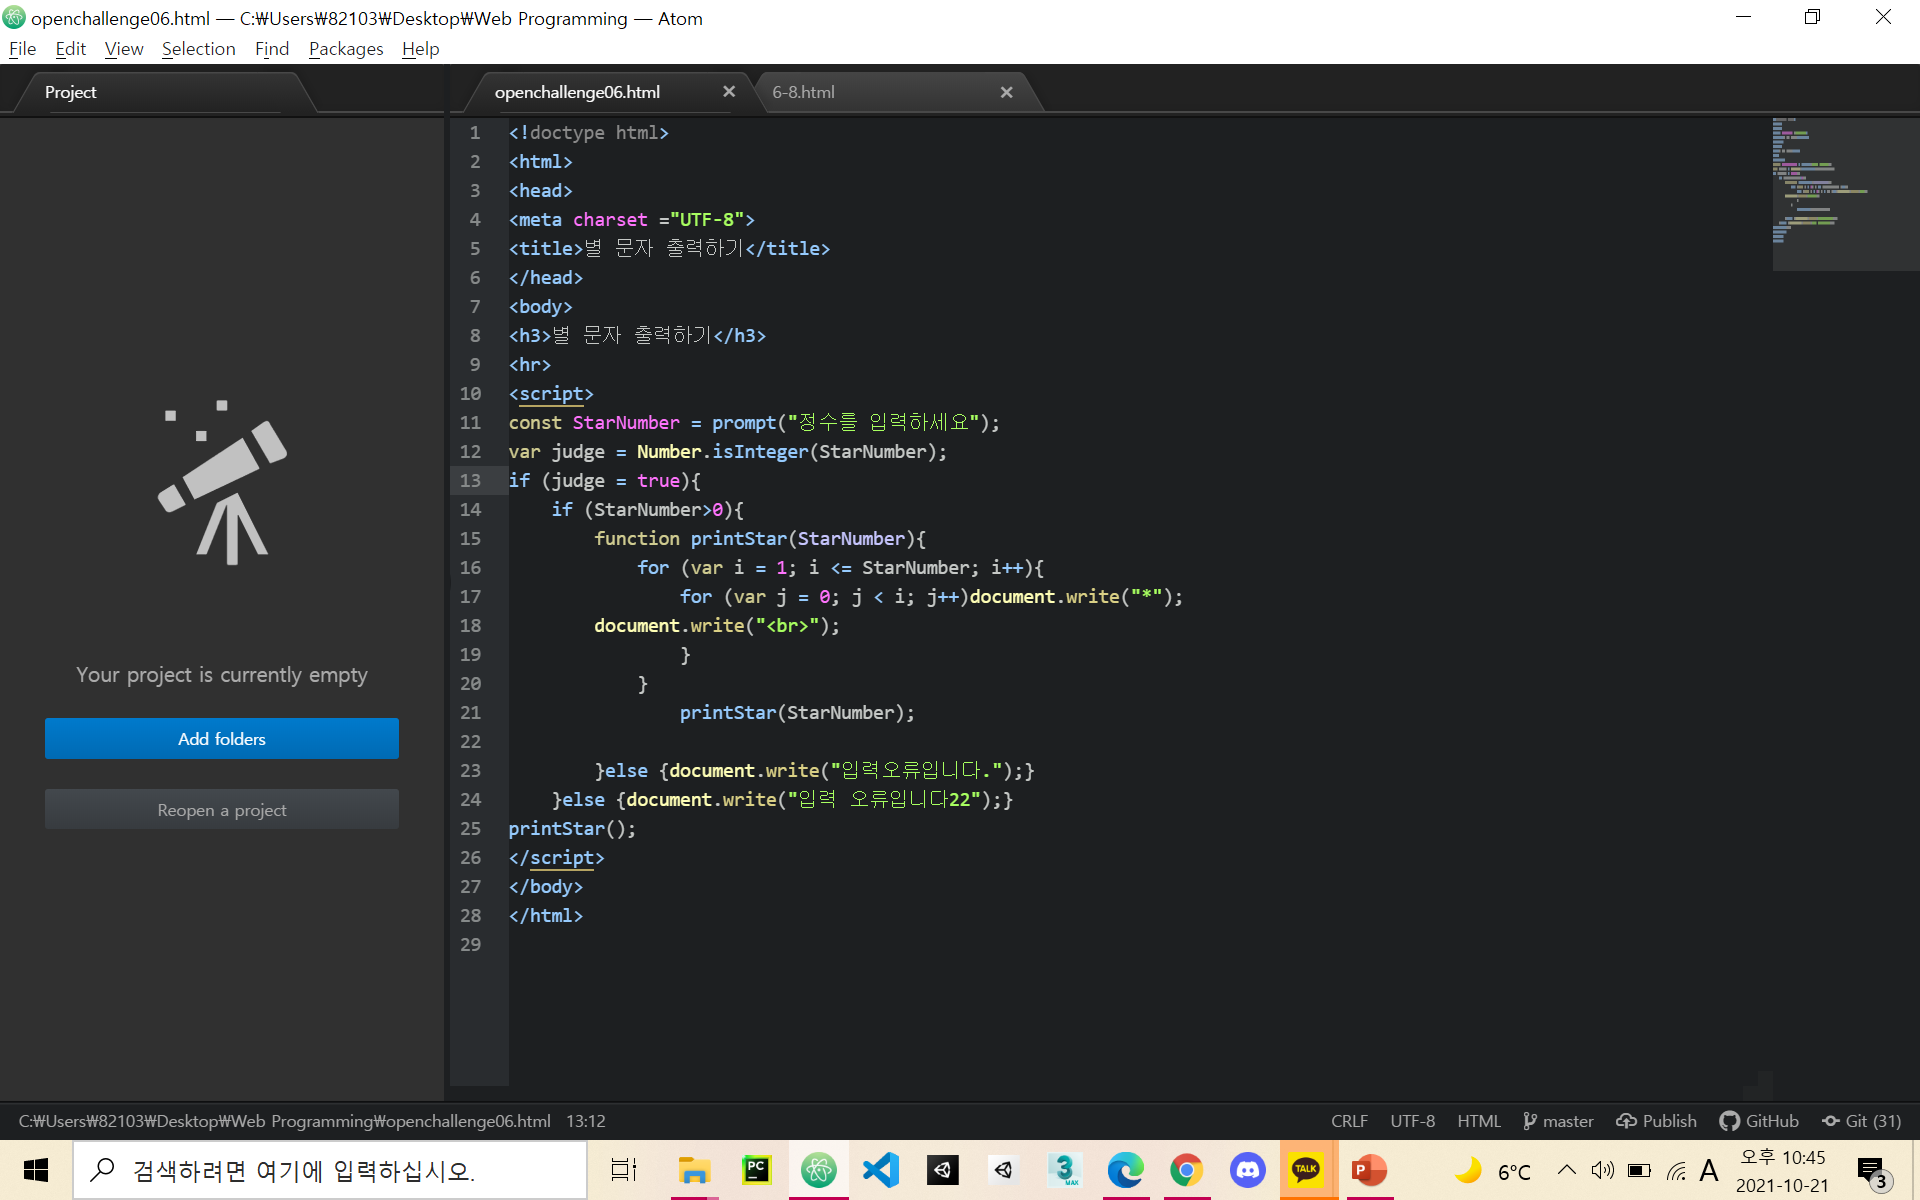 openchallenge06.html — C:₩Users₩82103₩Desktop₩Web Programming — Atom
File Edit View Selection Find Packages Help
Project
openchallenge06.html
6-8.html
1 <!doctype html>
2 <html>
3 <head>
4 <meta charset ="UTF-8">
5 <title>별 문자 출력하기</title>
6 </head>
7 <body>
8 <h3>별 문자 출력하기</h3>
9 <hr>
10 <script>
11 const StarNumber = prompt("정수를 입력하세요");
12 var judge = Number.isInteger(StarNumber);
13 if (judge = true){
14 if (StarNumber>0){
15 function printStar(StarNumber){
16 for (var i = 1; i <= StarNumber; i++){
17 for (var j = 0; j < i; j++)document.write("*");
18 document.write("<br>");
19 }
20 }
21 printStar(StarNumber);
22
23 }else {document.write("입력오류입니다.");}
24 }else {document.write("입력 오류입니다22");}
25 printStar();
26 </script>
27 </body>
28 </html>
29
Your project is currently empty
Add folders
Reopen a project
C:₩Users₩82103₩Desktop₩Web Programming₩openchallenge06.html 13:12
CRLF UTF-8 HTML master Publish GitHub Git (31)
검색하려면 여기에 입력하십시오.
PC
3
MAX
TALK
P
6°C
A
오후 10:45
2021-10-21
3